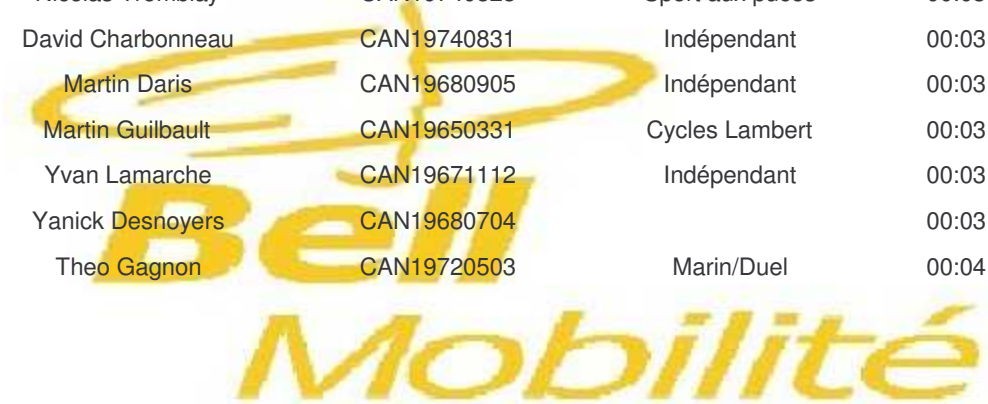 David Charbonneau CAN19740831 Indépendant 00:03
Martin Daris CAN19680905 Indépendant 00:03
Martin Guilbault CAN19650331 Cycles Lambert 00:03
Yvan Lamarche CAN19671112 Indépendant 00:03
Yanick Desnoyers CAN19680704 00:03
Theo Gagnon CAN19720503 Marin/Duel 00:04
Bell
Mobilité